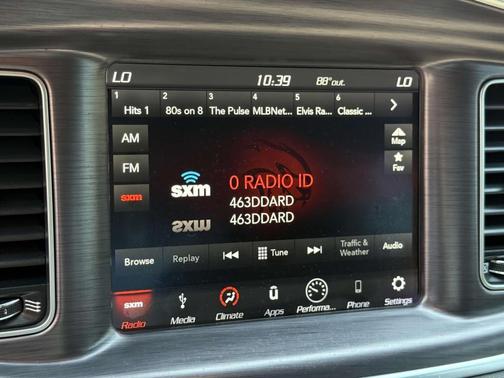 LO 10:39 88° out. LO
1 2 3 4 5 6
Hits 1 80s on 8 The Pulse MLBNet... Elvis Ra... Classic ...
AM
FM
sxm
Map
Fav
sxm
0 RADIO ID
463DDARD
463DDARD
Browse Replay Tune Traffic & Weather Audio
sxm
Radio Media Climate Apps Performa... Phone Settings